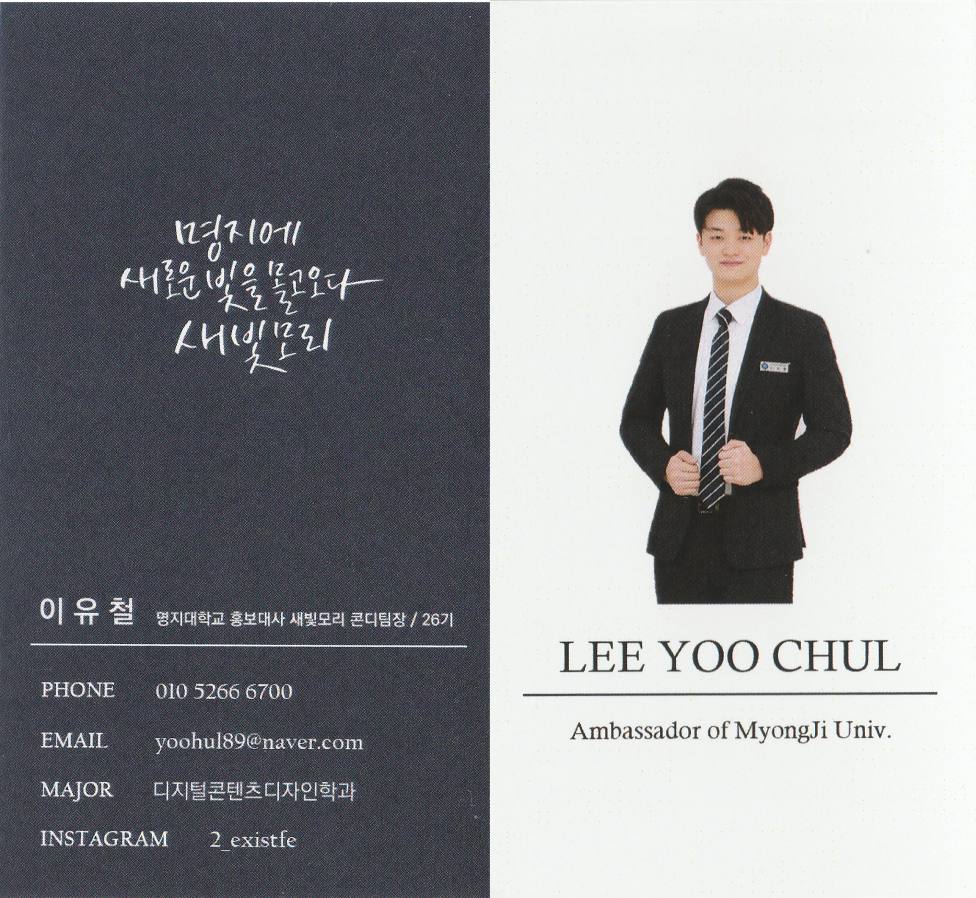 명지에
새로운 빛을 몰고오다
새빛모리
이유철 명지대학교 홍보대사 새빛모리 콘디팀장 / 26기
PHONE 010 5266 6700
EMAIL yoohul89@naver.com
MAJOR 디지털콘텐츠디자인학과
INSTAGRAM 2_existfe
LEE YOO CHUL
Ambassador of MyongJi Univ.